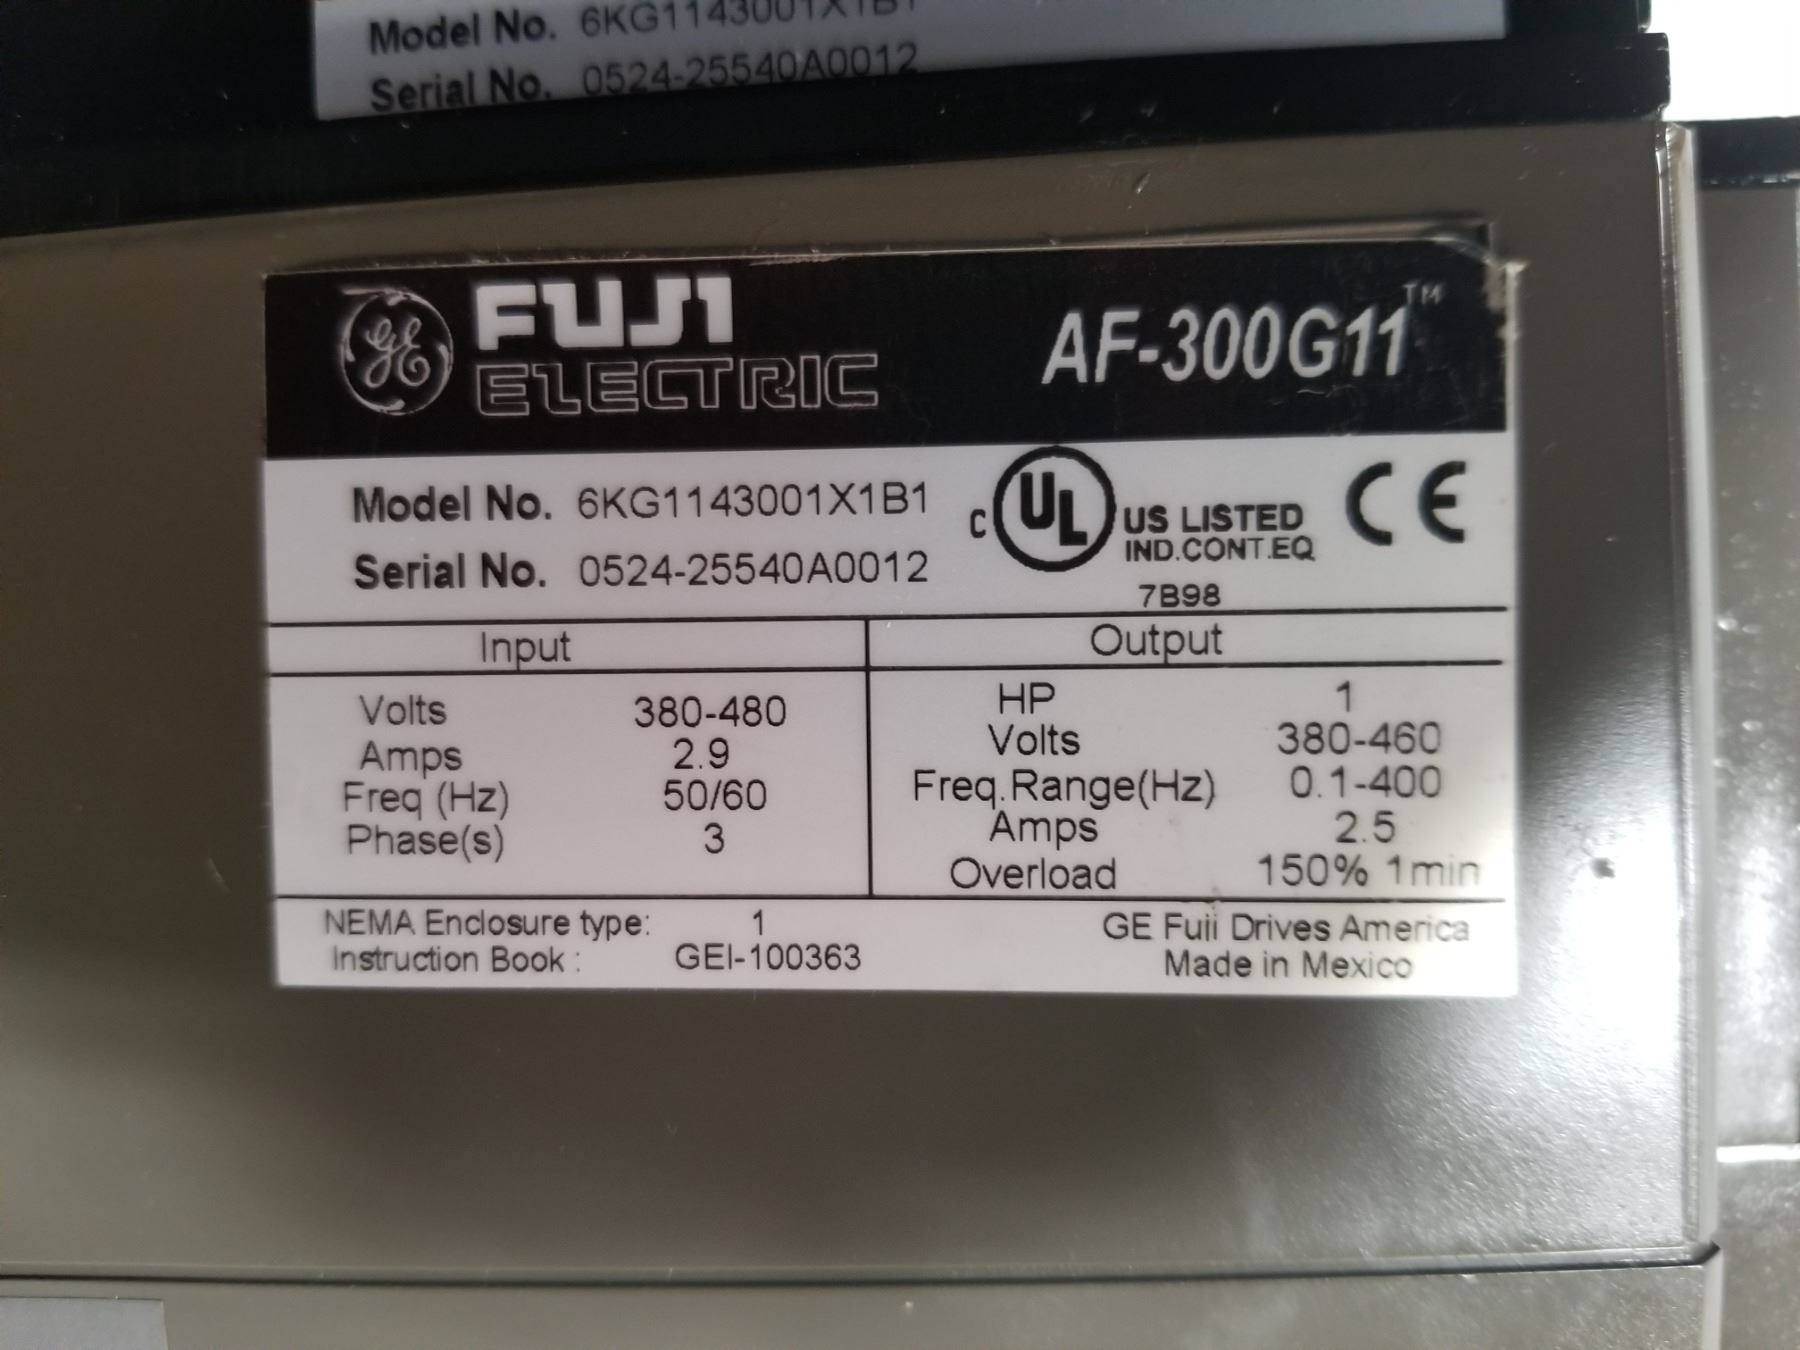 Model No. 6KG1143001X1B1
Serial No. 0524-25540A0012
GE FUJI ELECTRIC AF-300G11™
Model No. 6KG1143001X1B1
Serial No. 0524-25540A0012
C UL US LISTED
IND.CONT.EQ
7B98
CE
Input
Volts 380-480
Amps 2.9
Freq (Hz) 50/60
Phase(s) 3
Output
HP 1
Volts 380-460
Freq.Range(Hz) 0.1-400
Amps 2.5
Overload 150% 1min
NEMA Enclosure type: 1
Instruction Book : GEI-100363
GE Fuji Drives America
Made in Mexico